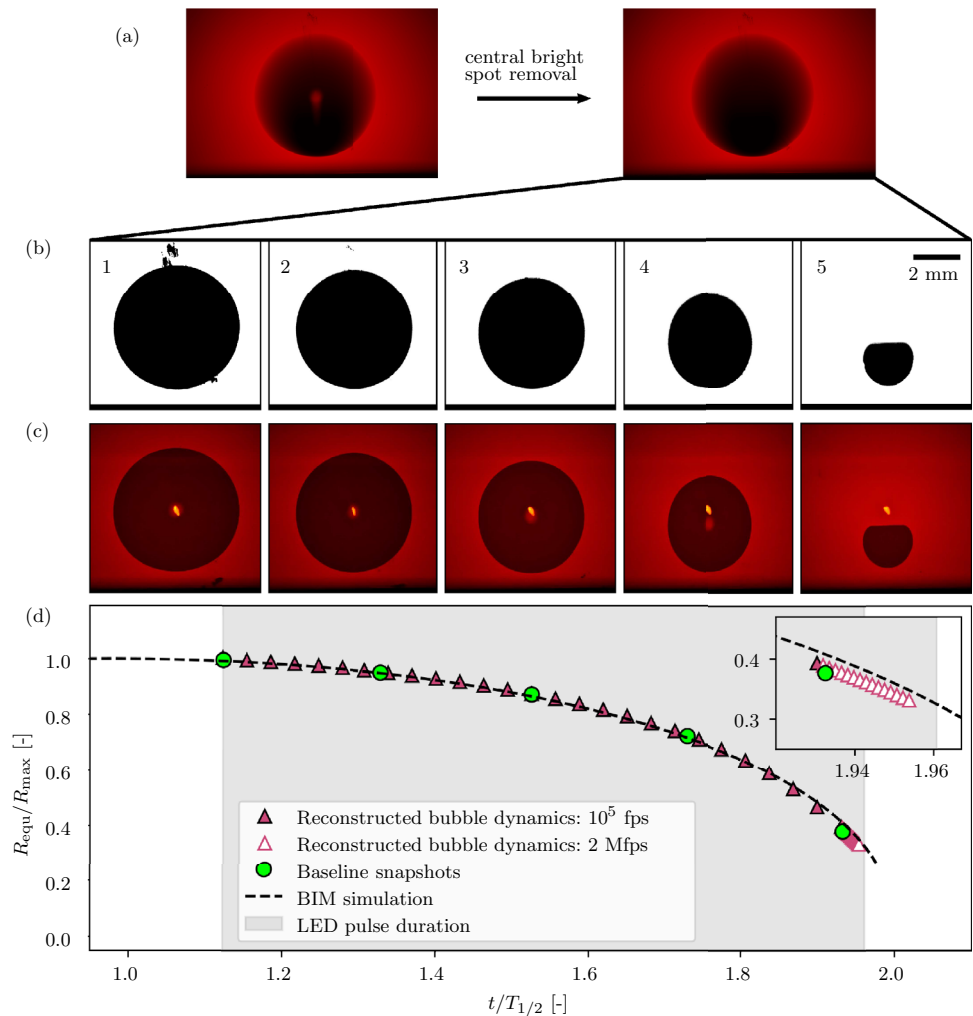 (a)
central bright
spot removal
(b)
1
2
3
4
5
2 mm
(c)
(d)
1.0
0.8
0.6
0.4
0.2
0.0
R_equ/R_max [-]
0.4
0.3
1.94
1.96
Reconstructed bubble dynamics: 10^5 fps
Reconstructed bubble dynamics: 2 Mfps
Baseline snapshots
BIM simulation
LED pulse duration
1.0
1.2
1.4
1.6
1.8
2.0
t/T_{1/2} [-]